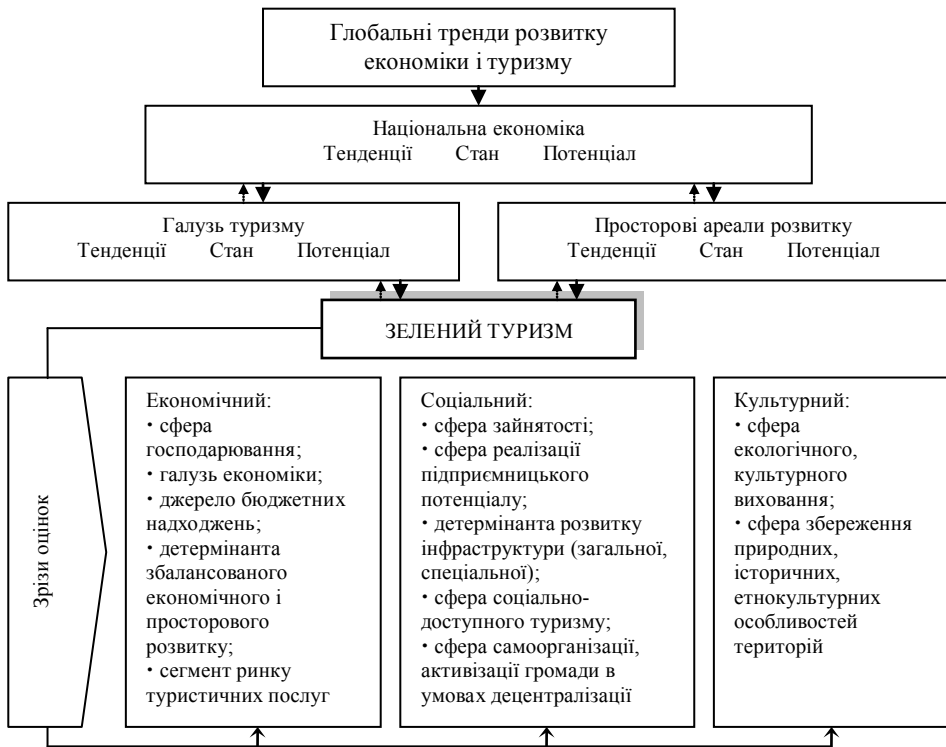 Глобальні тренди розвитку
економіки і туризму
Національна економіка
Тенденції Стан Потенціал
Галузь туризму
Тенденції Стан Потенціал
Просторові ареали розвитку
Тенденції Стан Потенціал
ЗЕЛЕНИЙ ТУРИЗМ
Зрізи оцінок
Економічний:
· сфера
господарювання;
· галузь економіки;
· джерело бюджетних
надходжень;
· детермінанта
збалансованого
економічного і
просторового
розвитку;
· сегмент ринку
туристичних послуг
Соціальний:
· сфера зайнятості;
· сфера реалізації
підприємницького
потенціалу;
· детермінанта розвитку
інфраструктури (загальної,
спеціальної);
· сфера соціально-
доступного туризму;
· сфера самоорганізації,
активізації громади в
умовах децентралізації
Культурний:
· сфера
екологічного,
культурного
виховання;
· сфера збереження
природних,
історичних,
етнокультурних
особливостей
територій